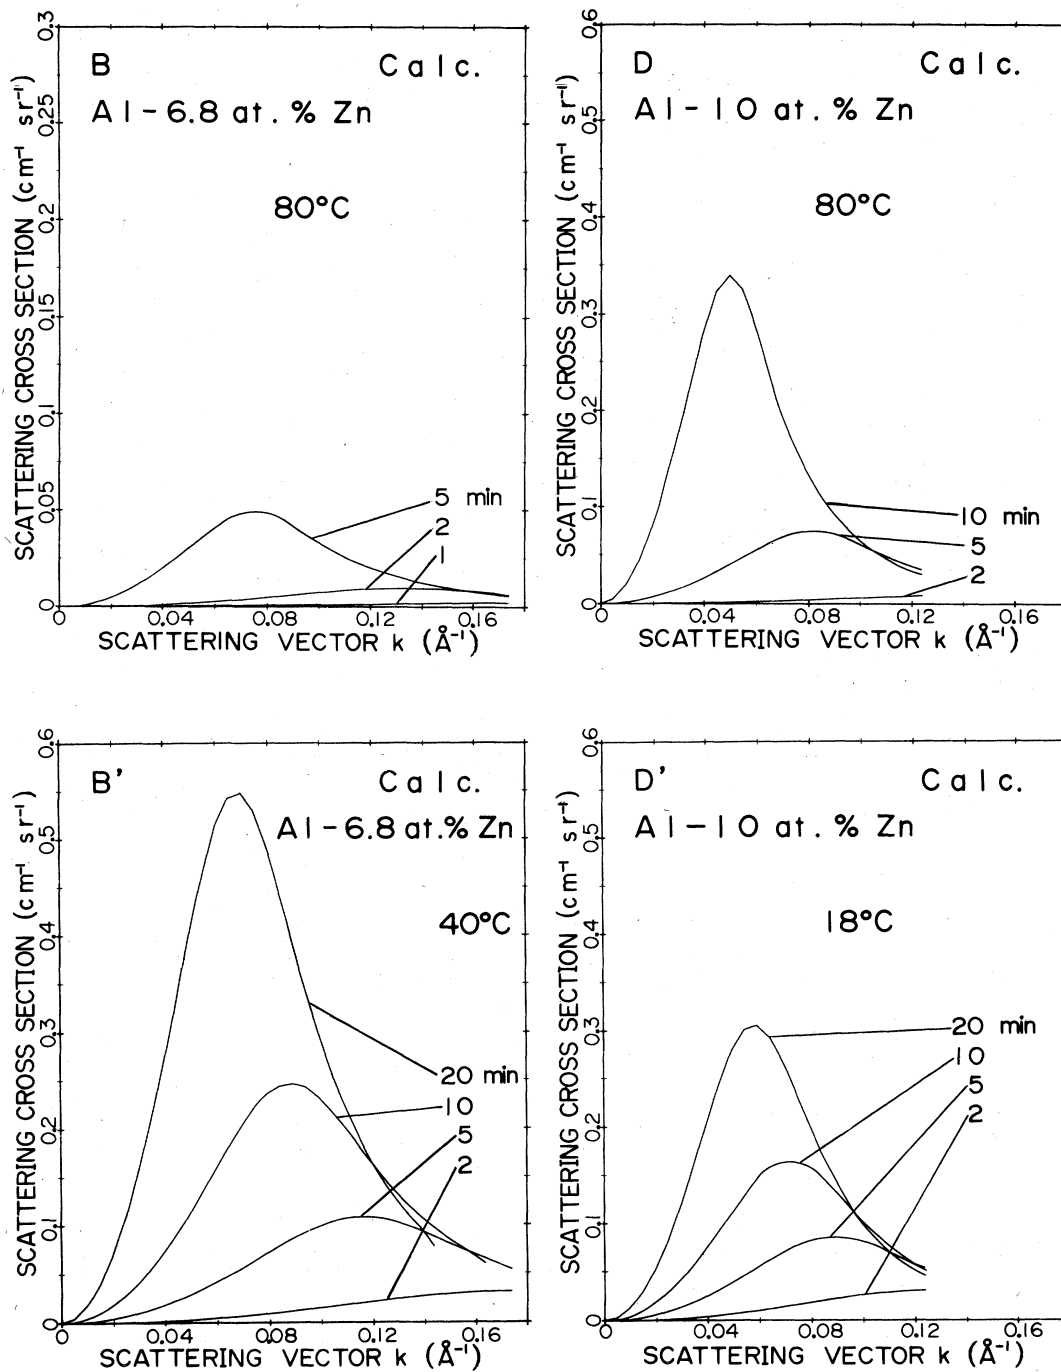 B Calc.
Al-6.8 at. % Zn
80°C
5 min
2
1
0.3
0.25
0.2
0.15
0.1
0.05
0
SCATTERING CROSS SECTION (cm⁻¹ sr⁻¹)
0 0.04 0.08 0.12 0.16
SCATTERING VECTOR k (Å⁻¹)
D Calc.
Al-10 at. % Zn
80°C
10 min
5
2
0.6
0.5
0.4
0.3
0.2
0.1
0
SCATTERING CROSS SECTION (cm⁻¹ sr⁻¹)
0 0.04 0.08 0.12 0.16
SCATTERING VECTOR k (Å⁻¹)
B' Calc.
Al-6.8 at.% Zn
40°C
20 min
10
5
2
0.6
0.5
0.4
0.3
0.2
0.1
0
SCATTERING CROSS SECTION (cm⁻¹ sr⁻¹)
0 0.04 0.08 0.12 0.16
SCATTERING VECTOR k (Å⁻¹)
D' Calc.
Al-10 at. % Zn
18°C
20 min
10
5
2
0.6
0.5
0.4
0.3
0.2
0.1
0
SCATTERING CROSS SECTION (cm⁻¹ sr⁻¹)
0 0.04 0.08 0.12 0.16
SCATTERING VECTOR k (Å⁻¹)